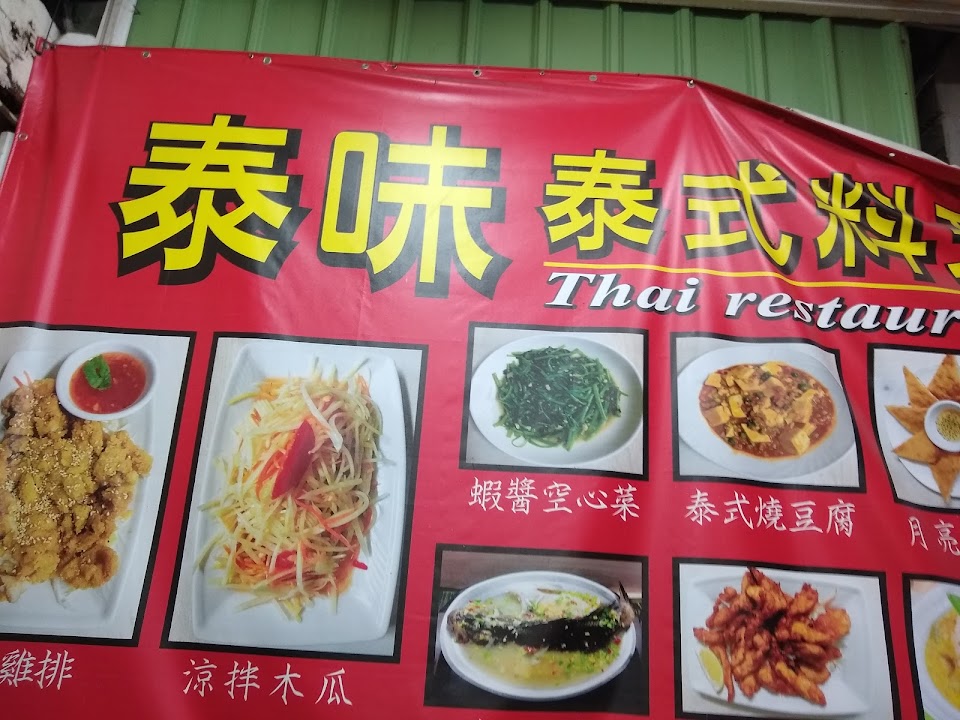 泰味 泰式料
Thai restaur
蝦醬空心菜
泰式燒豆腐
月亮
雞排
涼拌木瓜